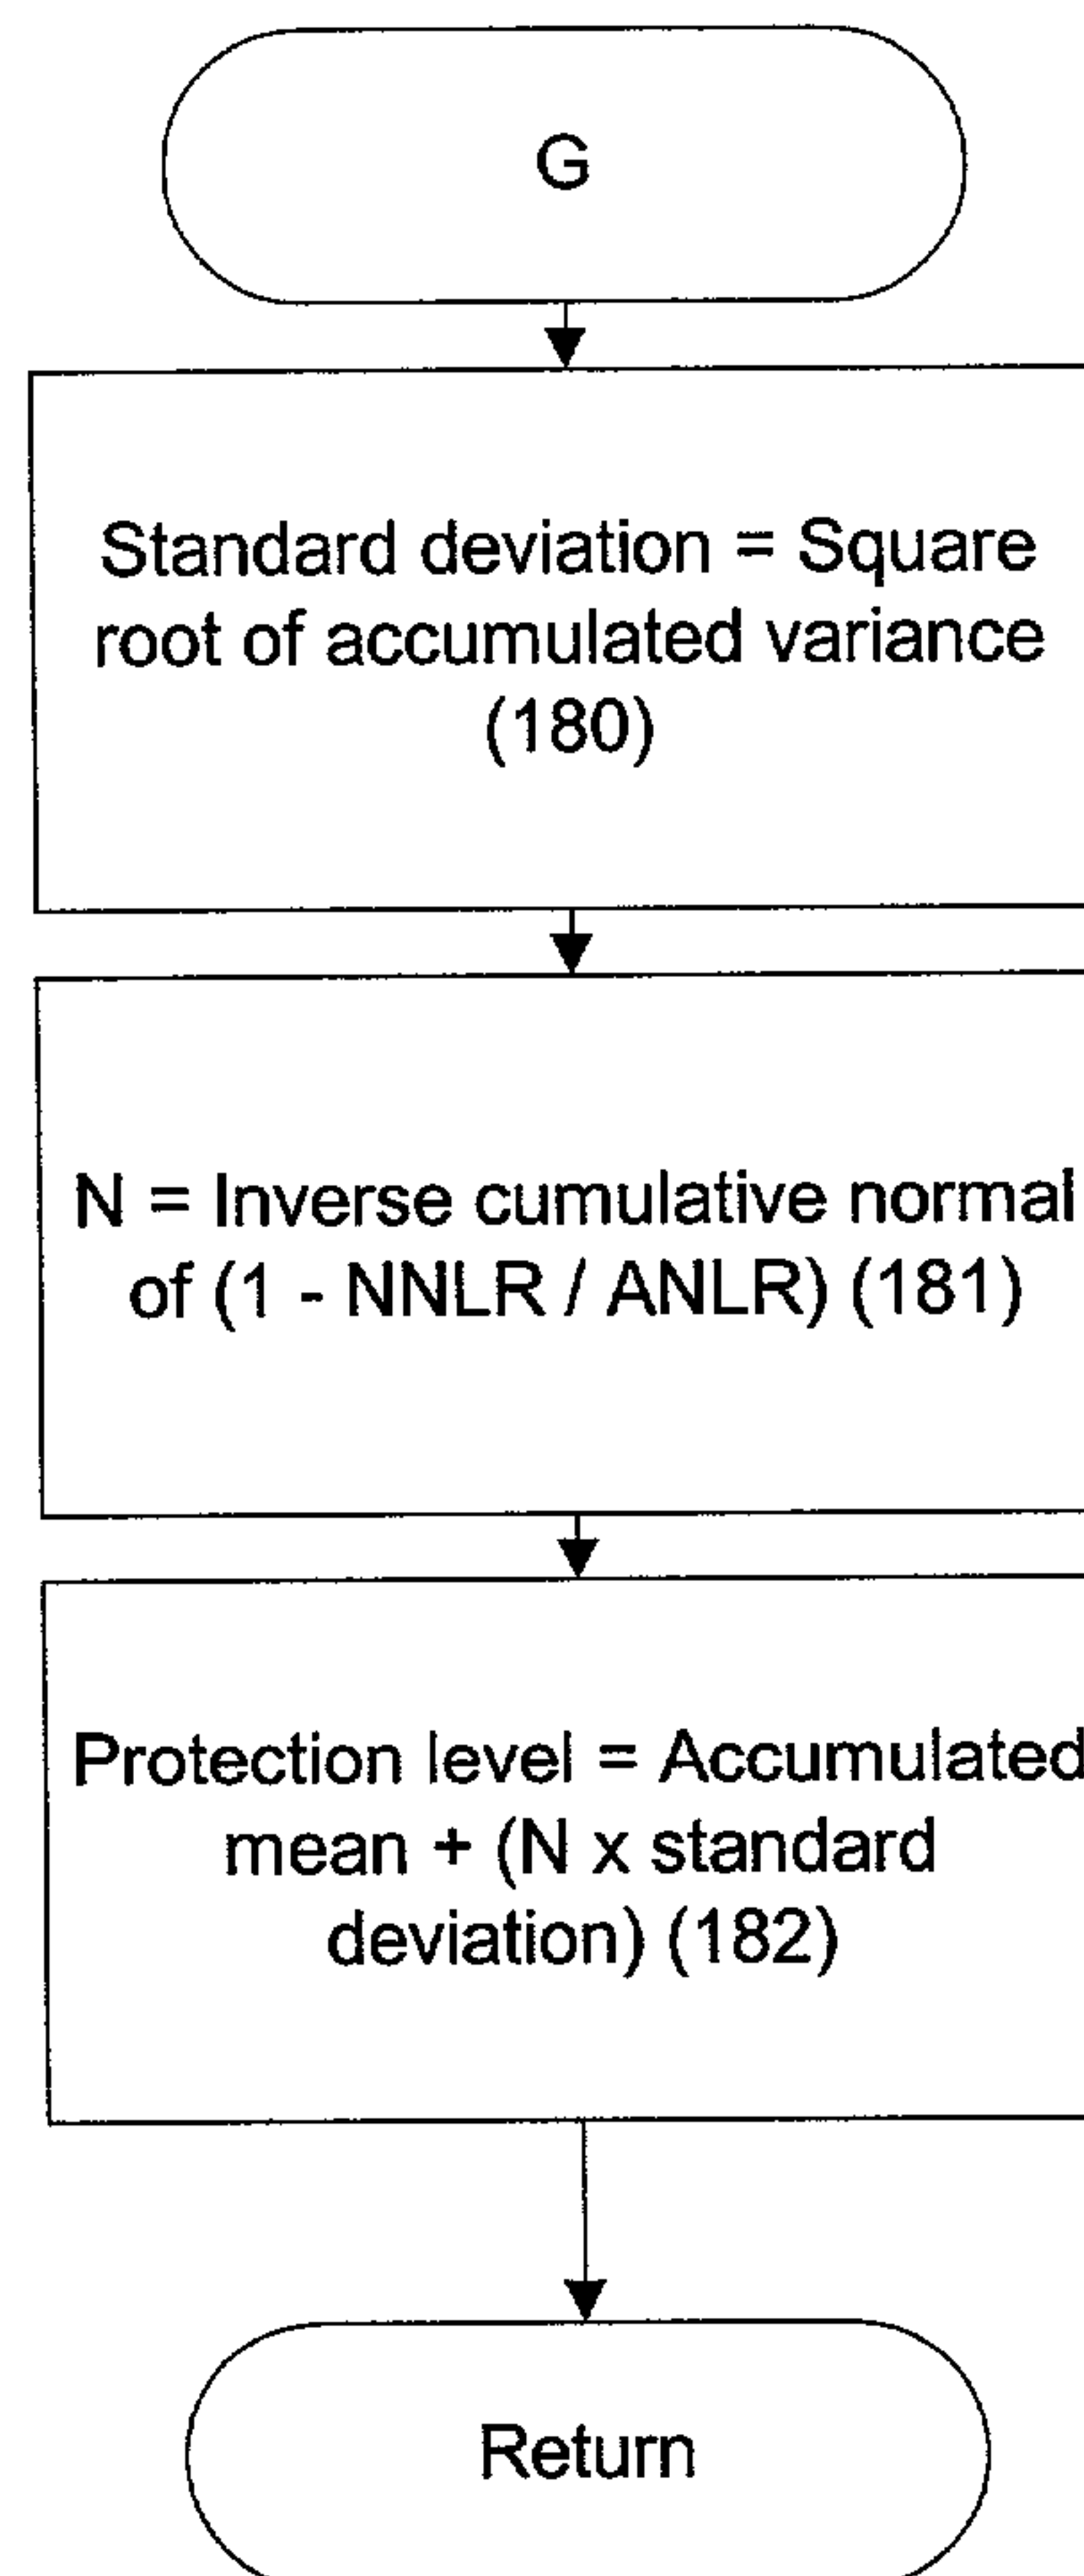 G
Standard deviation = Square
root of accumulated variance
(180)
N = Inverse cumulative normal
of (1 - NNLR / ANLR) (181)
Protection level = Accumulated
mean + (N x standard
deviation) (182)
Return